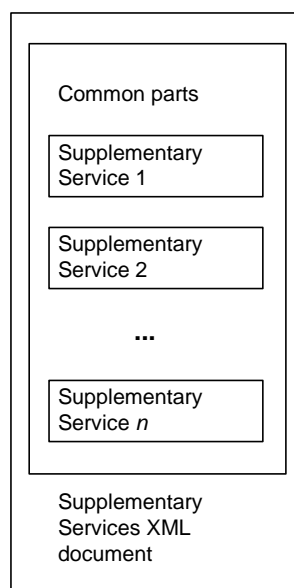 Common parts
Supplementary
Service 1
Supplementary
Service 2
...
Supplementary
Service n
Supplementary
Services XML
document